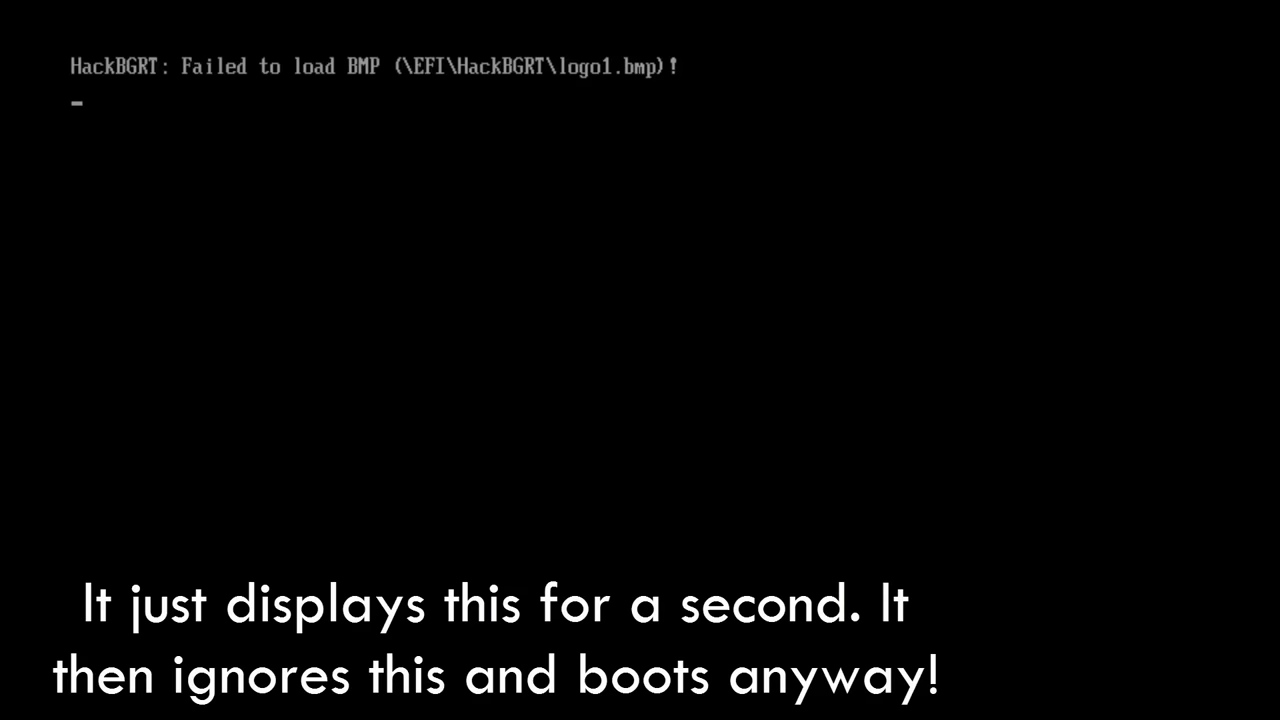 HackBGRT: Failed to load BMP (\EFI\HackBGRT\logo1.bmp)!
It just displays this for a second. It
then ignores this and boots anyway!